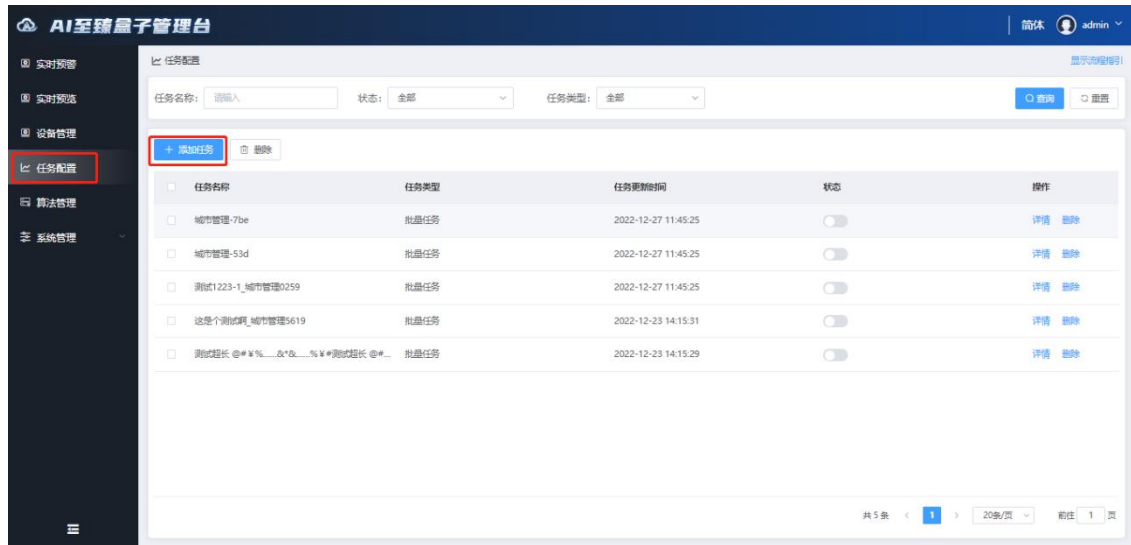 AI至臻盒子管理台
简体 admin
实时预警
实时预览
设备管理
任务配置
算法管理
系统管理
任务配置 显示流程指引
任务名称: 请输入 状态: 全部 任务类型: 全部 查询 重置
+ 添加任务 删除
任务名称 任务类型 任务更新时间 状态 操作
城市管理-7be 批量任务 2022-12-27 11:45:25 详情 删除
城市管理-53d 批量任务 2022-12-27 11:45:25 详情 删除
测试1223-1_城市管理0259 批量任务 2022-12-27 11:45:25 详情 删除
这是个测试啊_城市管理5619 批量任务 2022-12-23 14:15:31 详情 删除
测试超长 @#¥%……&*&……%¥#测试超长 @#... 批量任务 2022-12-23 14:15:29 详情 删除
共 5 条 < 1 > 20条/页 前往 1 页